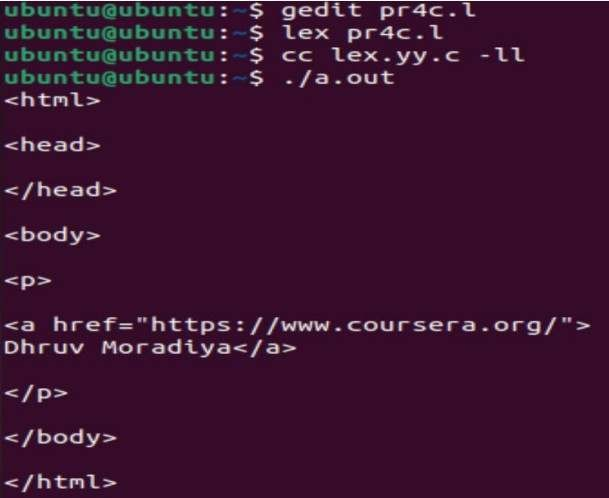 ubuntu@ubuntu:~$ gedit pr4c.l
ubuntu@ubuntu:~$ lex pr4c.l
ubuntu@ubuntu:~$ cc lex.yy.c -ll
ubuntu@ubuntu:~$ ./a.out
<html>
<head>
</head>
<body>
<p>
<a href="https://www.coursera.org/">
Dhruv Moradiya</a>
</p>
</body>
</html>